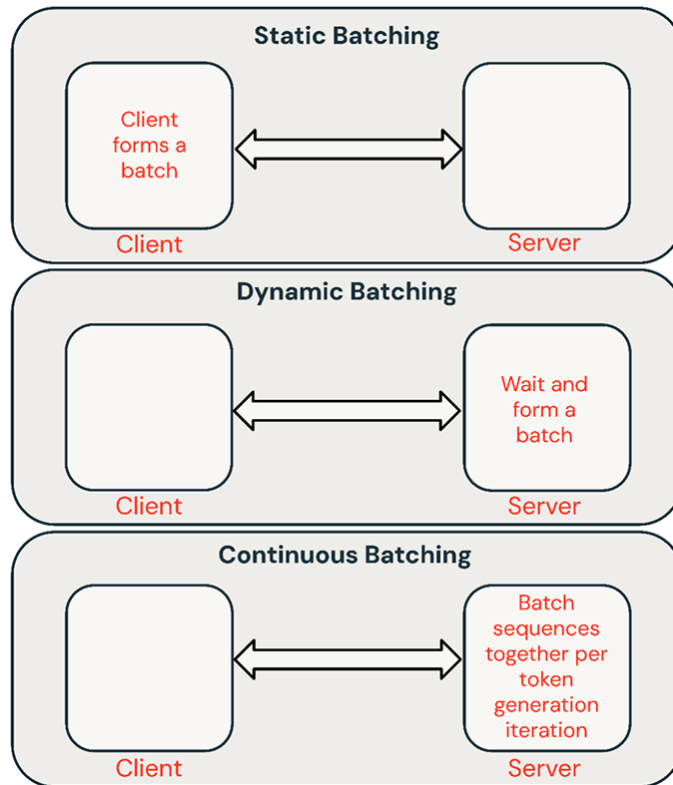 Static Batching
Client
forms a
batch
Client
Server
Dynamic Batching
Wait and
form a
batch
Client
Server
Continuous Batching
Batch
sequences
together per
token
generation
iteration
Client
Server